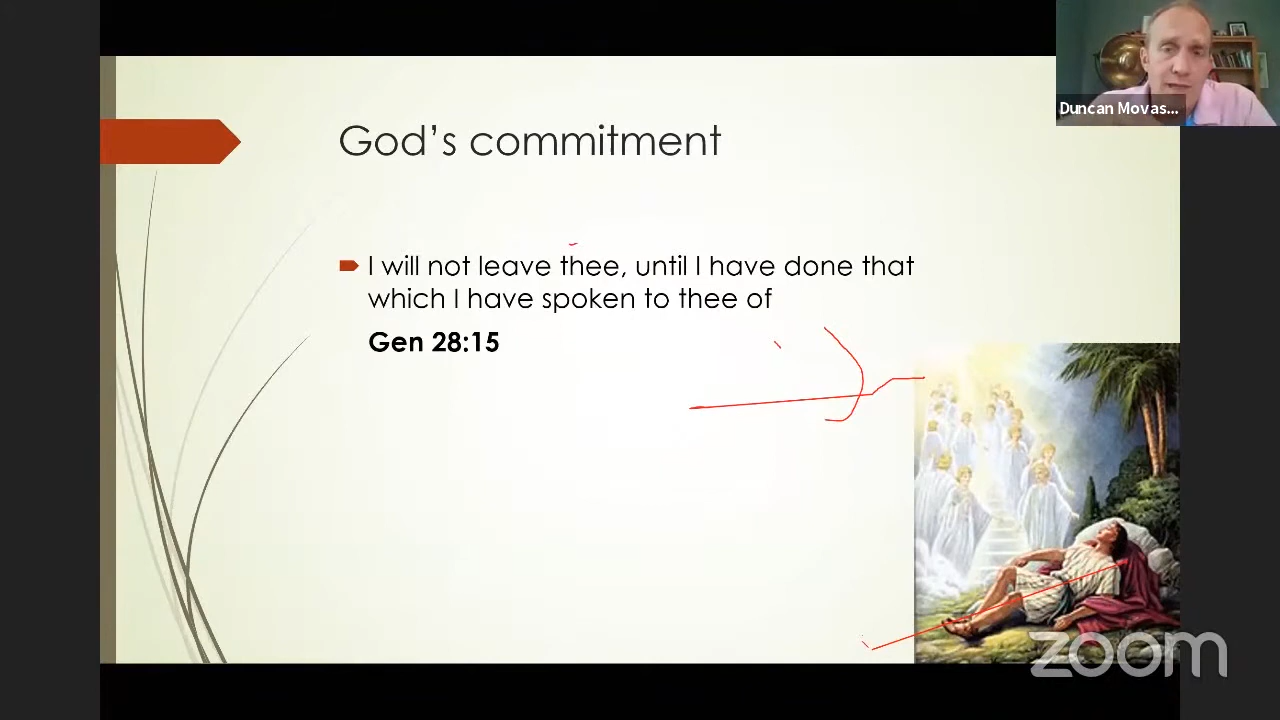 Duncan Movas...
God's commitment
I will not leave thee, until I have done that
which I have spoken to thee of
Gen 28:15
zoom